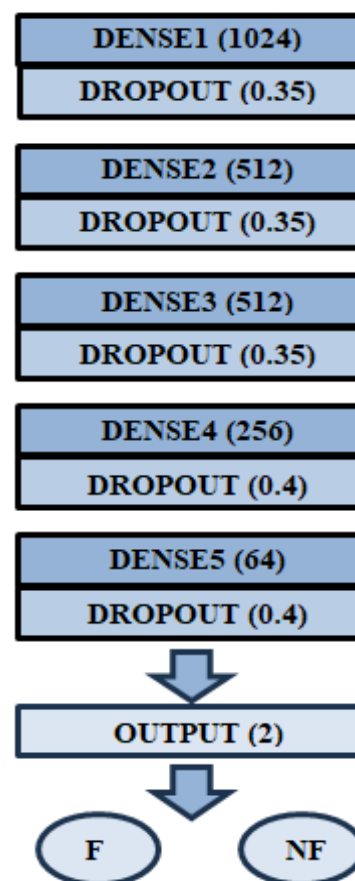 DENSE1 (1024)
DROPOUT (0.35)
DENSE2 (512)
DROPOUT (0.35)
DENSE3 (512)
DROPOUT (0.35)
DENSE4 (256)
DROPOUT (0.4)
DENSE5 (64)
DROPOUT (0.4)
OUTPUT (2)
F NF